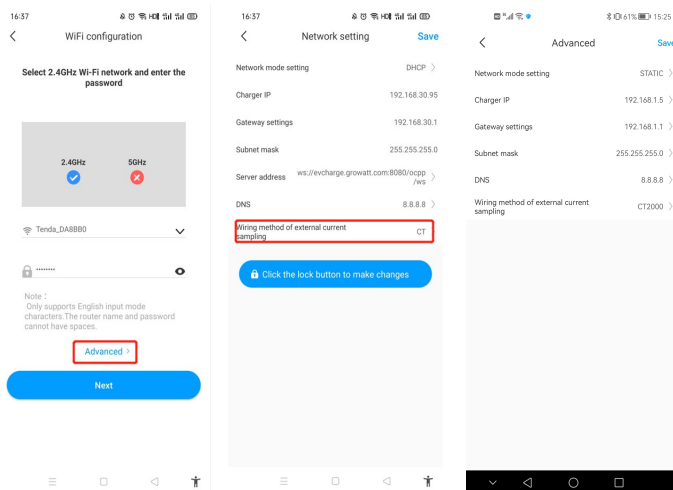 16:37
HD
WiFi configuration
Select 2.4GHz Wi-Fi network and enter the
password
2.4GHz
5GHz
Tenda_DA8BB0
········
Note：
Only supports English input mode
characters.The router name and password
cannot have spaces.
Advanced >
Next
16:37
HD
Network setting
Save
Network mode setting
DHCP >
Charger IP
192.168.30.95
Gateway settings
192.168.30.1
Subnet mask
255.255.255.0
Server address
ws://evcharge.growatt.com:8080/ocpp
/ws >
DNS
8.8.8.8 >
Wiring method of external current
sampling
CT
Click the lock button to make changes
61%
15:25
Advanced
Save
Network mode setting
STATIC >
Charger IP
192.168.1.5 >
Gateway settings
192.168.1.1 >
Subnet mask
255.255.255.0 >
DNS
8.8.8.8 >
Wiring method of external current
sampling
CT2000 >